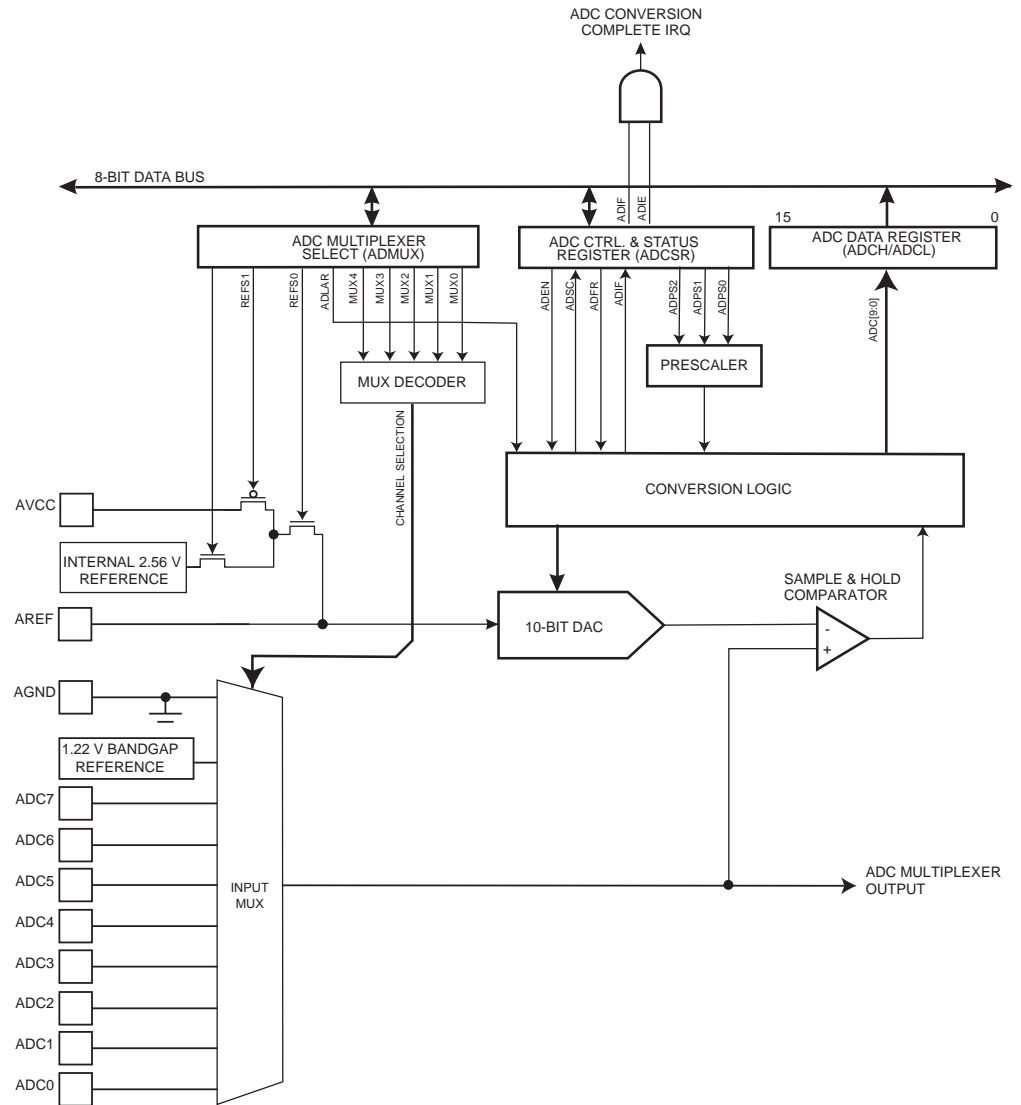 ADC CONVERSION
COMPLETE IRQ
8-BIT DATA BUS
ADIF
ADIE
15
0
ADC MULTIPLEXER
SELECT (ADMUX)
ADC CTRL. & STATUS
REGISTER (ADCSR)
ADC DATA REGISTER
(ADCH/ADCL)
REFS1
REFS0
ADLAR
MUX4
MUX3
MUX2
MUX1
MUX0
ADEN
ADSC
ADFR
ADIF
ADPS2
ADPS1
ADPS0
ADC[9:0]
MUX DECODER
PRESCALER
CHANNEL SELECTION
CONVERSION LOGIC
AVCC
INTERNAL 2.56 V
REFERENCE
SAMPLE & HOLD
COMPARATOR
AREF
10-BIT DAC
-
+
AGND
1.22 V BANDGAP
REFERENCE
ADC7
ADC6
ADC5
ADC4
ADC3
ADC2
ADC1
ADC0
INPUT
MUX
ADC MULTIPLEXER
OUTPUT